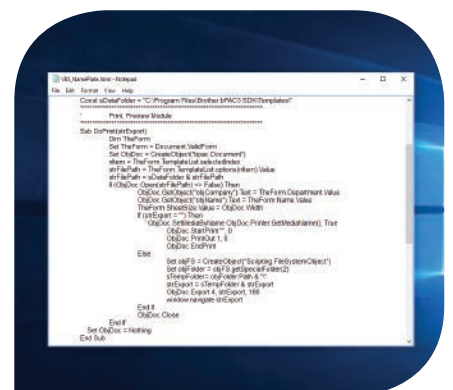 VBS_NamePlate.html - Notepad
File Edit Format View Help
Const sDataFolder = "C:\Program Files\Brother bPAC3 SDK\Templates\"
'*******************************************************************
' Print, Preview Module
'*******************************************************************
Sub DoPrint(strExport)
Dim TheForm
Set TheForm = Document.ValidForm
Set ObjDoc = CreateObject("bpac.Document")
nItem = TheForm.TemplateList.selectedIndex
strFilePath = TheForm.TemplateList.options(nItem).Value
strFilePath = sDataFolder & strFilePath
If (ObjDoc.Open(strFilePath) <> False) Then
ObjDoc.GetObject("objCompany").Text = TheForm.Department.Value
ObjDoc.GetObject("objName").Text = TheForm.Name.Value
TheForm.SheetSize.Value = ObjDoc.Width
If (strExport = "") Then
' ObjDoc.SetMediaByName ObjDoc.Printer.GetMediaName(), True
ObjDoc.StartPrint "", 0
ObjDoc.PrintOut 1, 0
ObjDoc.EndPrint
Else
Set objFS = CreateObject("Scripting.FileSystemObject")
Set objFolder = objFS.getSpecialFolder(2)
sTempFolder= objFolder.Path & "\"
strExport = sTempFolder & strExport
ObjDoc.Export 4, strExport, 180
window.navigate strExport
End If
ObjDoc.Close
End If
Set ObjDoc = Nothing
End Sub